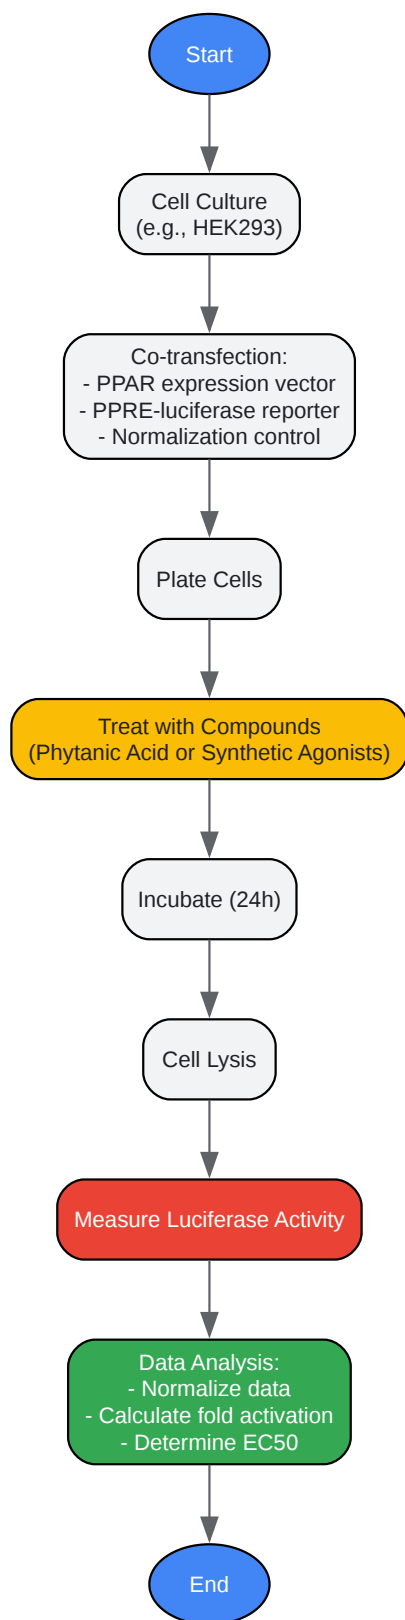 Start
Cell Culture
(e.g., HEK293)
Co-transfection:
- PPAR expression vector
- PPRE-luciferase reporter
- Normalization control
Plate Cells
Treat with Compounds
(Phytanic Acid or Synthetic Agonists)
Incubate (24h)
Cell Lysis
Measure Luciferase Activity
Data Analysis:
- Normalize data
- Calculate fold activation
- Determine EC50
End